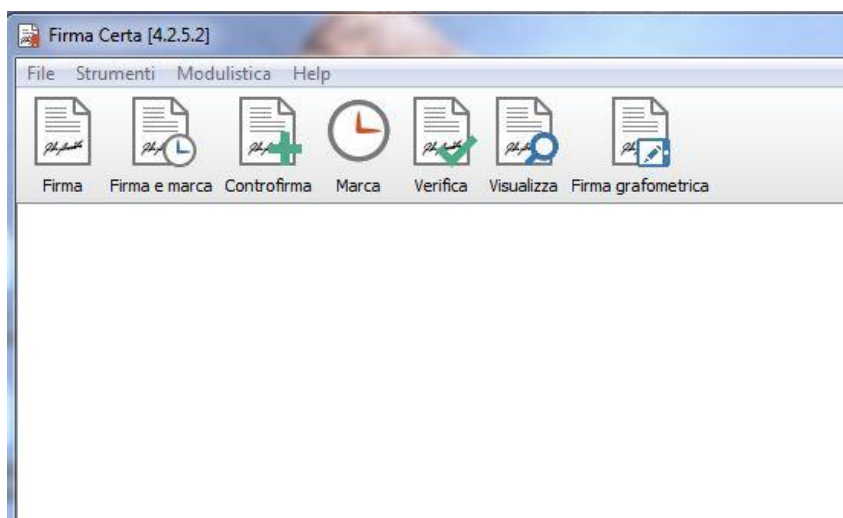 Firma Certa [4.2.5.2]
File Strumenti Modulistica Help
Firma Firma e marca Controfirma Marca Verifica Visualizza Firma grafometrica